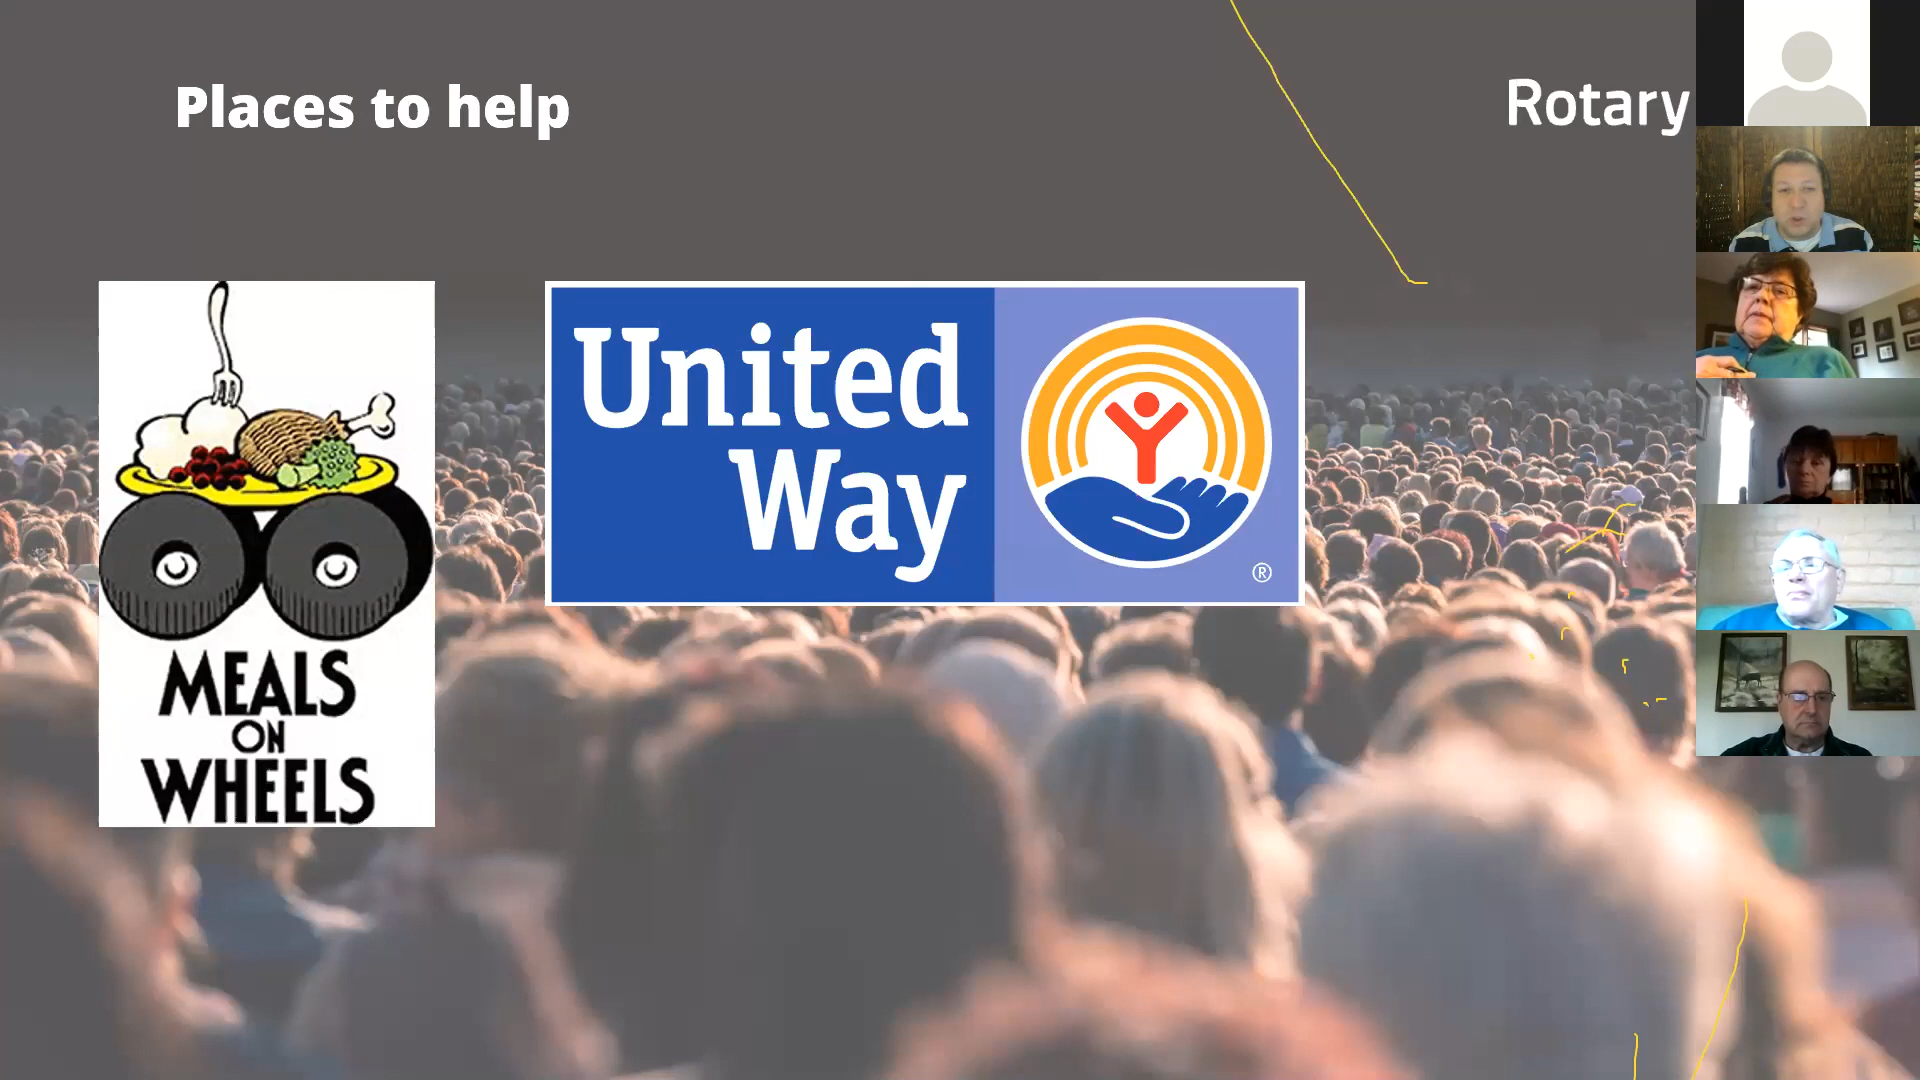 Places to help
Rotary
United
Way
®
MEALS
ON
WHEELS